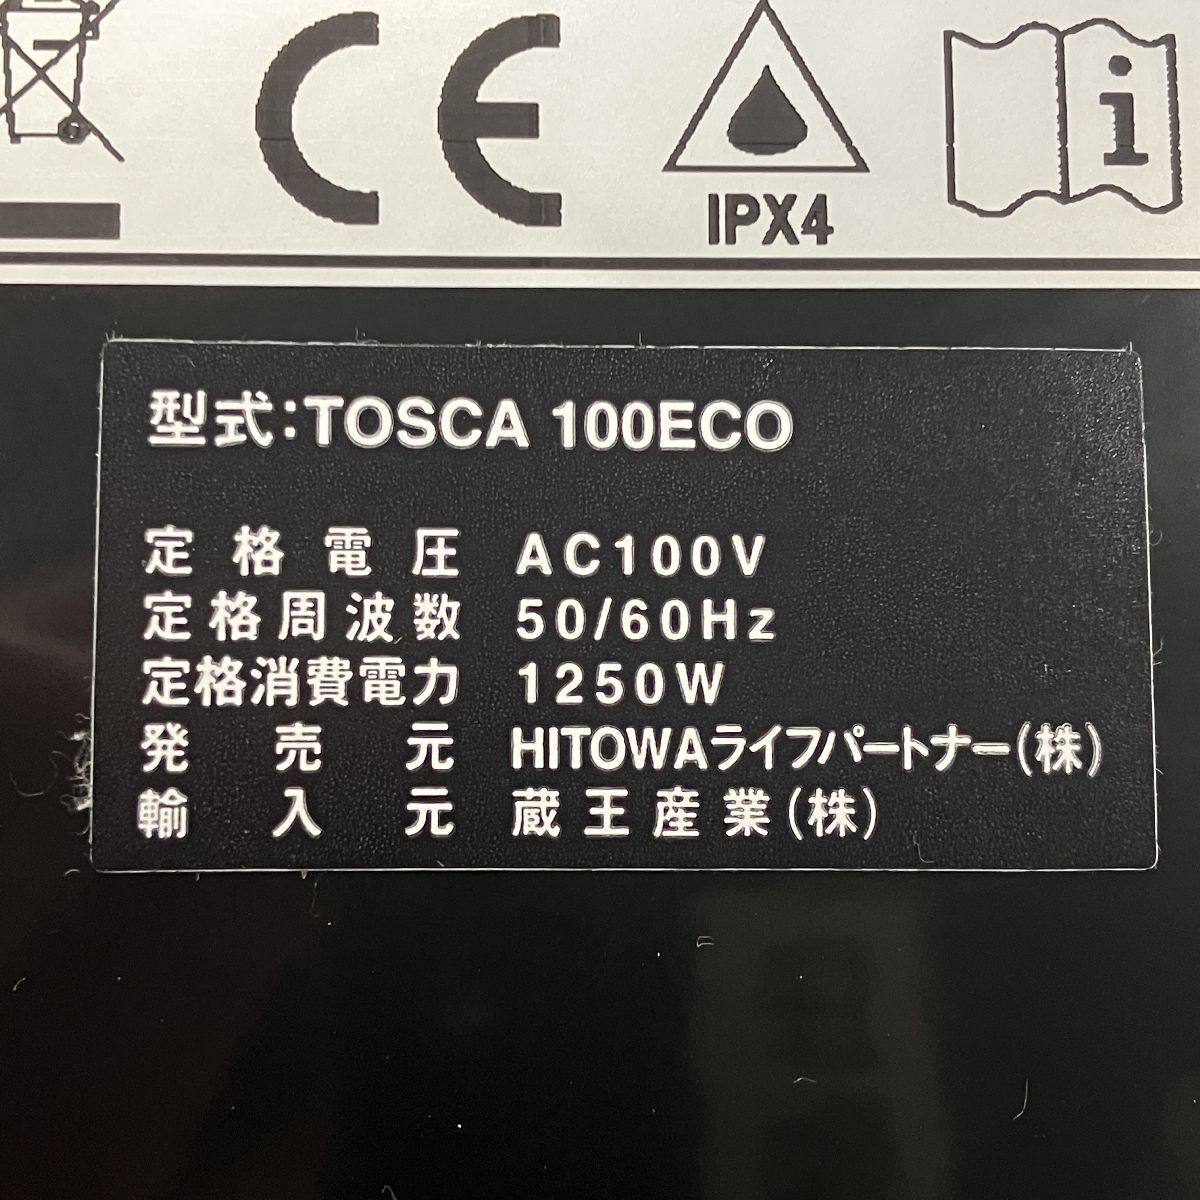 CE
IPX4
i
型式:TOSCA 100ECO
定格電圧 AC100V
定格周波数 50/60Hz
定格消費電力 1250W
発売元 HITOWAライフパートナー(株)
輸入元 蔵王産業(株)